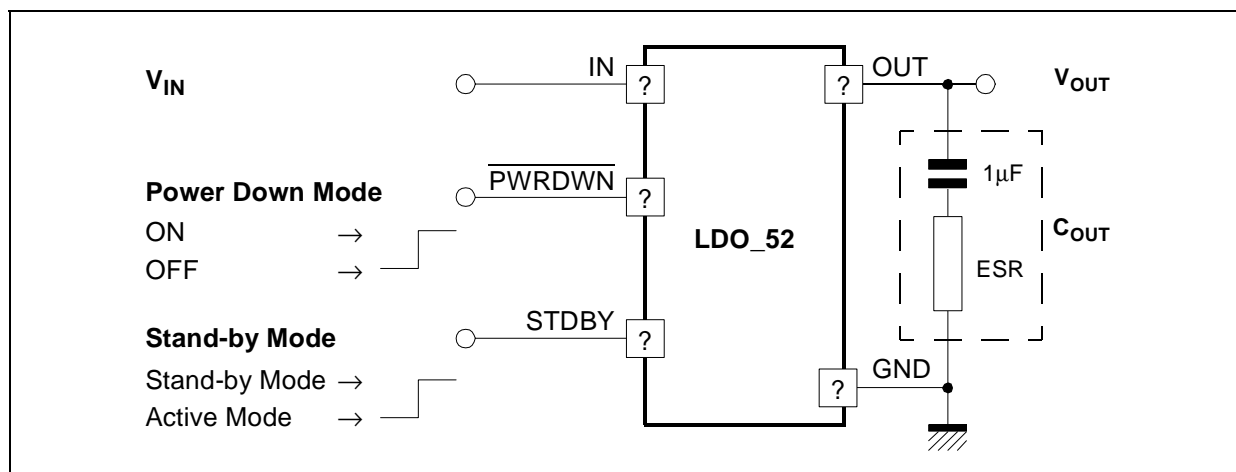 V_IN
IN
?
?
OUT
V_OUT
1µF
C_OUT
ESR
Power Down Mode
PWRDWN
?
ON →
OFF →
LDO_52
Stand-by Mode
STDBY
?
Stand-by Mode →
Active Mode →
?
GND